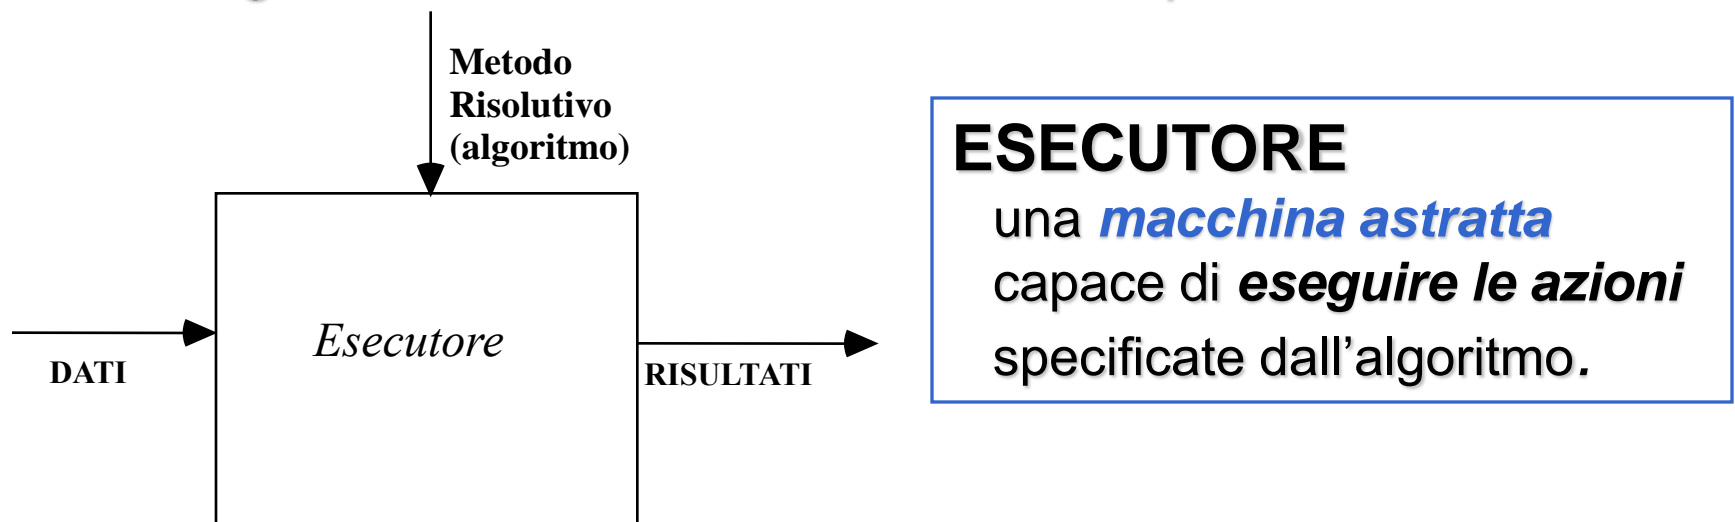 Metodo
Risolutivo
(algoritmo)
Esecutore
DATI
RISULTATI
ESECUTORE
una macchina astratta
capace di eseguire le azioni
specificate dall’algoritmo.